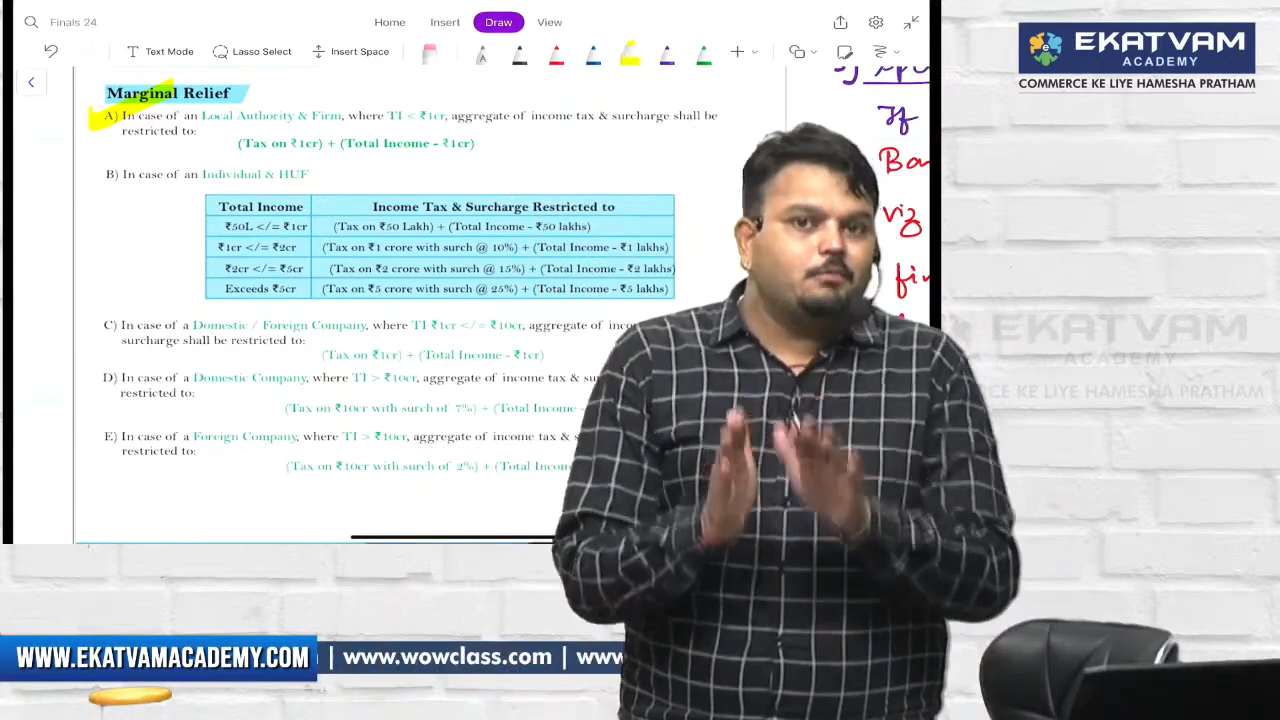 Finals 24
Home Insert Draw View
Text Mode Lasso Select Insert Space
Marginal Relief
A) In case of an Local Authority & Firm, where TI < ₹1cr, aggregate of income tax & surcharge shall be
restricted to:
(Tax on ₹1cr) + (Total Income - ₹1cr)
B) In case of an Individual & HUF
Total Income Income Tax & Surcharge Restricted to
₹50L </= ₹1cr (Tax on ₹50 Lakh) + (Total Income - ₹50 lakhs)
₹1cr </= ₹2cr (Tax on ₹1 crore with surch @ 10%) + (Total Income - ₹1 lakhs)
₹2cr </= ₹5cr (Tax on ₹2 crore with surch @ 15%) + (Total Income - ₹2 lakhs)
Exceeds ₹5cr (Tax on ₹5 crore with surch @ 25%) + (Total Income - ₹5 lakhs)
C) In case of a Domestic / Foreign Company, where TI ₹1cr </= ₹10cr, aggregate of
surcharge shall be restricted to:
(Tax on ₹1cr) + (Total Income - ₹1cr)
D) In case of a Domestic Company, where TI > ₹10cr, aggregate of income tax &
restricted to:
(Tax on ₹10cr with surch of 7%) + (Total Income -
E) In case of a Foreign Company, where TI > ₹10cr, aggregate of income tax &
restricted to:
(Tax on ₹10cr with surch of 2%) + (Total
If
viz
EKATVAM
ACADEMY
COMMERCE KE LIYE HAMESHA PRATHAM
EKATVAM
ACADEMY
CE KE LIYE HAMESHA PRATHAM
WWW.EKATVAMACADEMY.COM | www.wowclass.com |